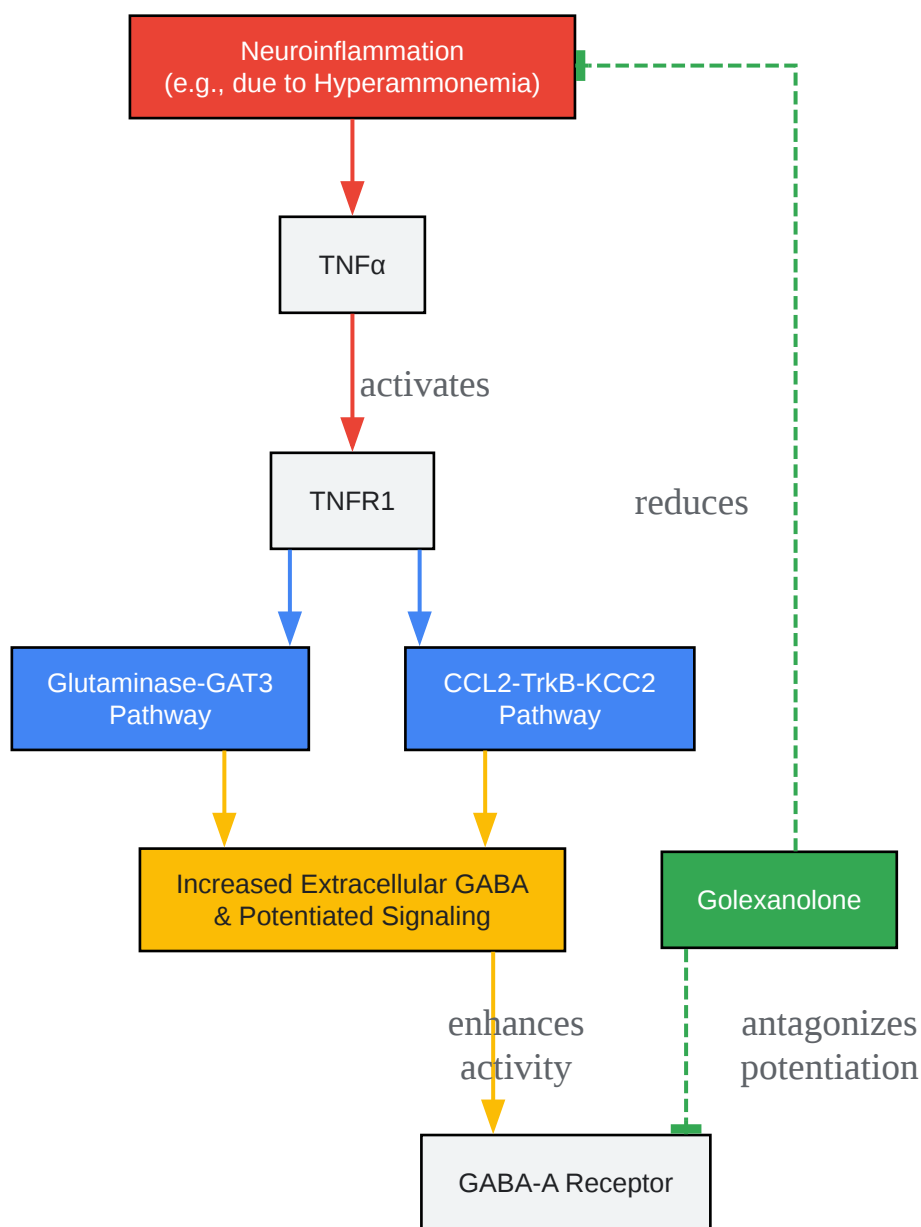 Neuroinflammation
(e.g., due to Hyperammonemia)
TNFα
activates
TNFR1
reduces
Glutaminase-GAT3
Pathway
CCL2-TrkB-KCC2
Pathway
Increased Extracellular GABA
& Potentiated Signaling
Golexanolone
enhances
activity
antagonizes
potentiation
GABA-A Receptor